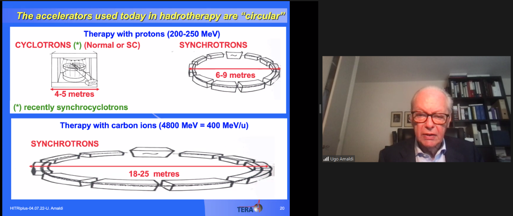 The accelerators used today in hadrotherapy are "circular"
Therapy with protons (200-250 MeV)
CYCLOTRONS (*) (Normal or SC)
SYNCHROTRONS
6-9 metres
4-5 metres
(*) recently synchrocyclotrons
Therapy with carbon ions (4800 MeV = 400 MeV/u)
SYNCHROTRONS
18-25 metres
Ugo Amaldi
TERA
20